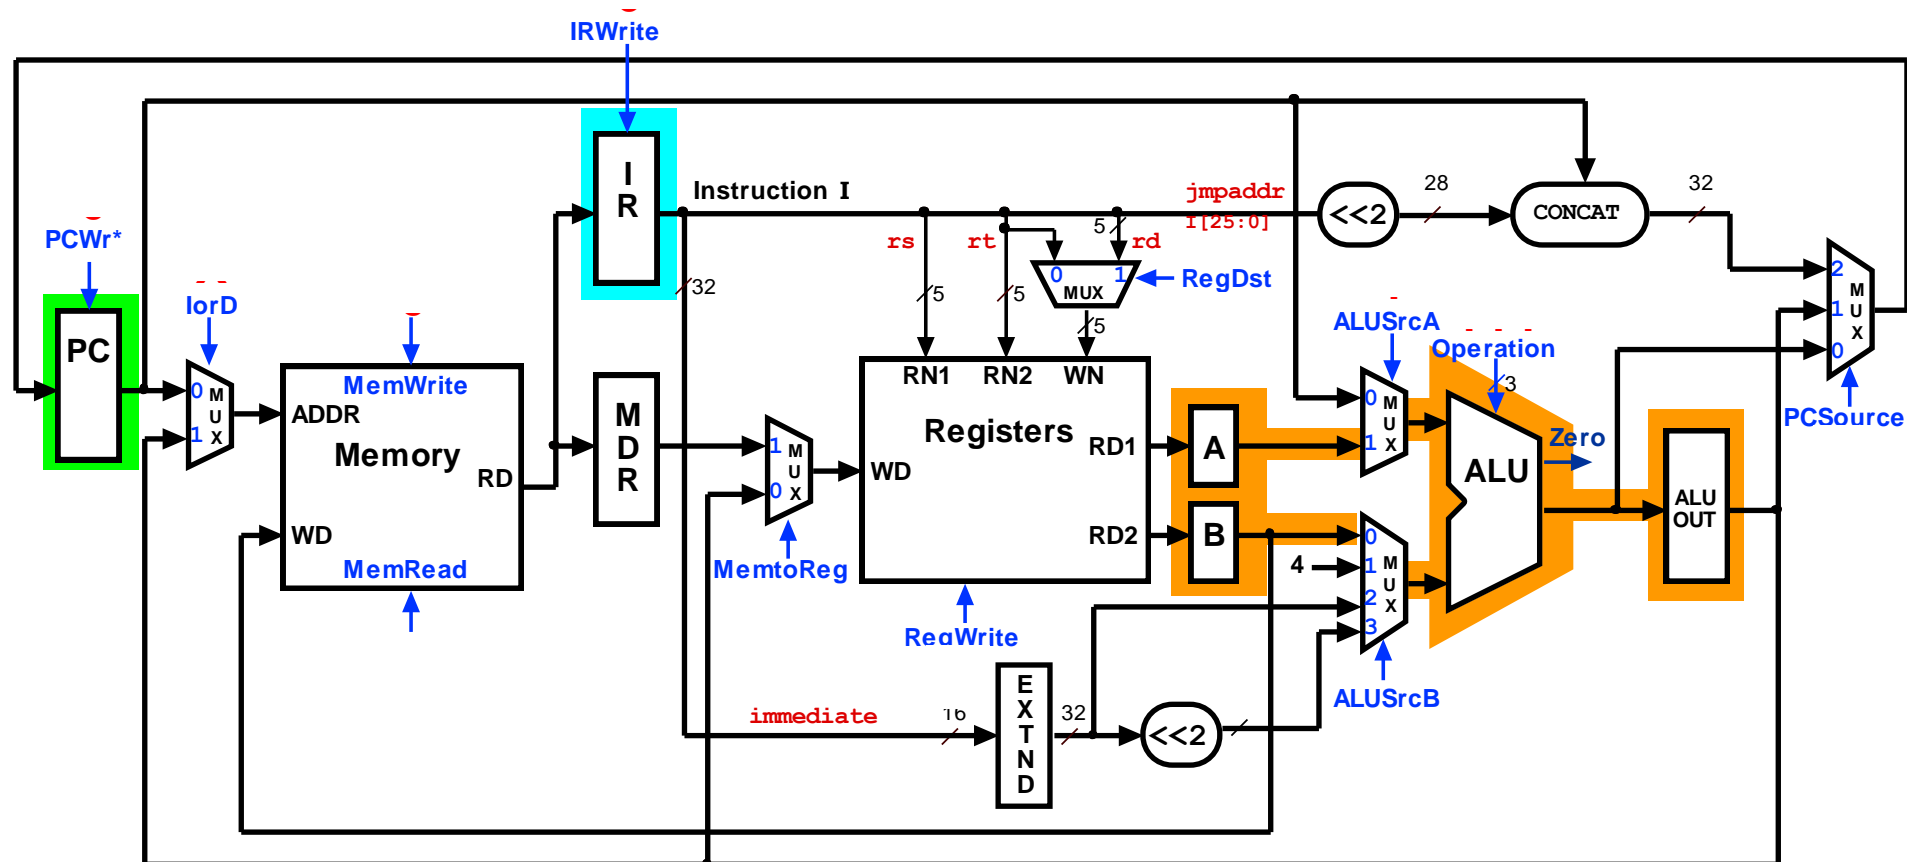 IRWrite
PCWr*
IorD
PC
0 M
U
1 X
MemWrite
ADDR
Memory
RD
WD
MemRead
I
R
Instruction I
32
M
D
R
1 M
U
0 X
MemtoReg
rs
rt
rd
5
5
5
5
0 1
MUX
RegDst
RN1 RN2 WN
Registers
RD1
WD
RD2
RegWrite
jmpaddr
I[25:0]
<<2
28
CONCAT
32
A
B
ALUSrcA
0 M
U
1 X
4
0
1 M
U
2 X
3
ALUSrcB
Operation
3
ALU
Zero
ALU
OUT
2
M
1 U
X
0
PCSource
immediate
16
E
X
T
N
D
32
<<2